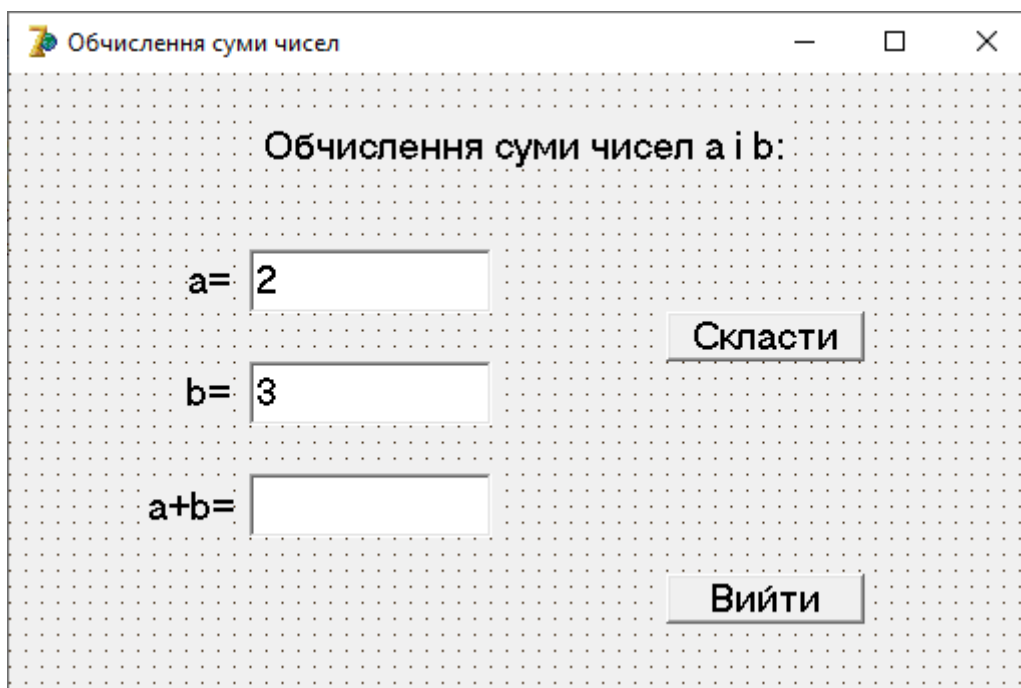 Обчислення суми чисел
Обчислення суми чисел a i b:
a= 2
Скласти
b= 3
a+b=
Вийти